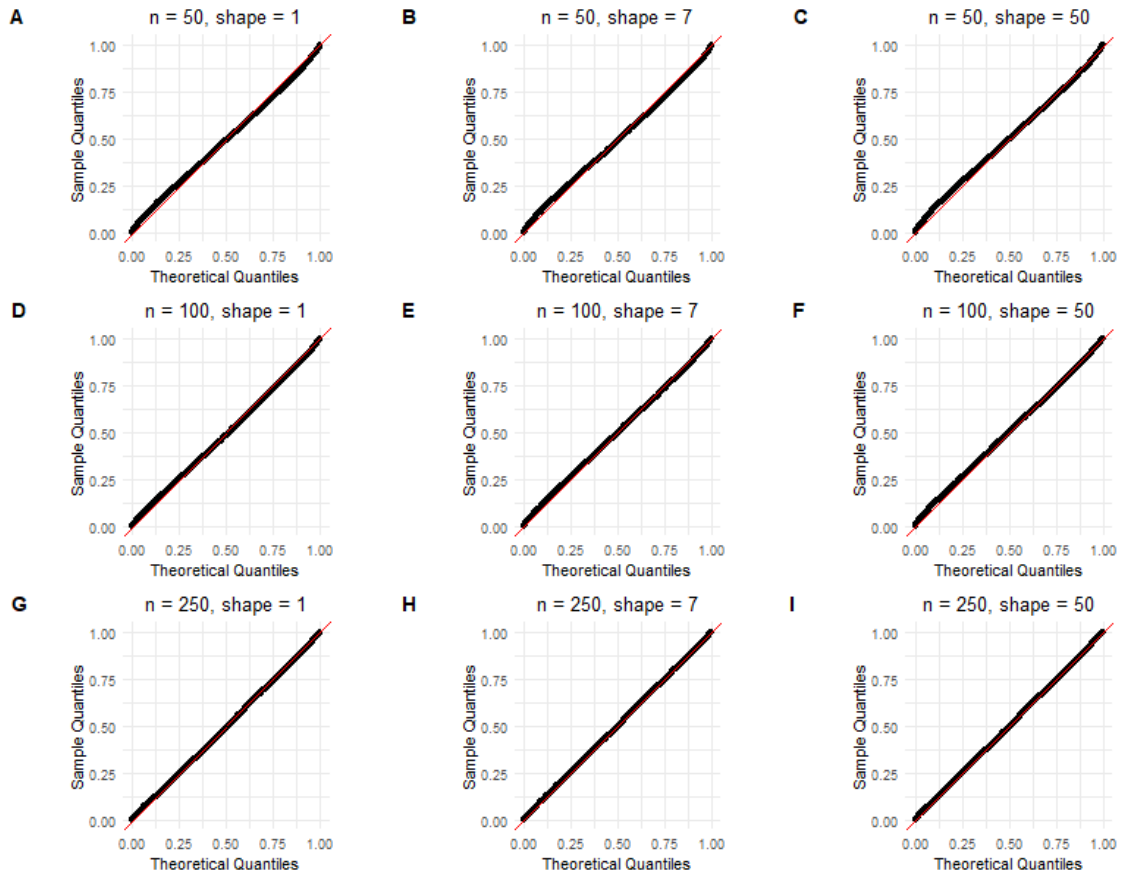 A n = 50, shape = 1
1.00
0.75
0.50
0.25
0.00
Sample Quantiles
0.00 0.25 0.50 0.75 1.00
Theoretical Quantiles
B n = 50, shape = 7
1.00
0.75
0.50
0.25
0.00
Sample Quantiles
0.00 0.25 0.50 0.75 1.00
Theoretical Quantiles
C n = 50, shape = 50
1.00
0.75
0.50
0.25
0.00
Sample Quantiles
0.00 0.25 0.50 0.75 1.00
Theoretical Quantiles
D n = 100, shape = 1
1.00
0.75
0.50
0.25
0.00
Sample Quantiles
0.00 0.25 0.50 0.75 1.00
Theoretical Quantiles
E n = 100, shape = 7
1.00
0.75
0.50
0.25
0.00
Sample Quantiles
0.00 0.25 0.50 0.75 1.00
Theoretical Quantiles
F n = 100, shape = 50
1.00
0.75
0.50
0.25
0.00
Sample Quantiles
0.00 0.25 0.50 0.75 1.00
Theoretical Quantiles
G n = 250, shape = 1
1.00
0.75
0.50
0.25
0.00
Sample Quantiles
0.00 0.25 0.50 0.75 1.00
Theoretical Quantiles
H n = 250, shape = 7
1.00
0.75
0.50
0.25
0.00
Sample Quantiles
0.00 0.25 0.50 0.75 1.00
Theoretical Quantiles
I n = 250, shape = 50
1.00
0.75
0.50
0.25
0.00
Sample Quantiles
0.00 0.25 0.50 0.75 1.00
Theoretical Quantiles